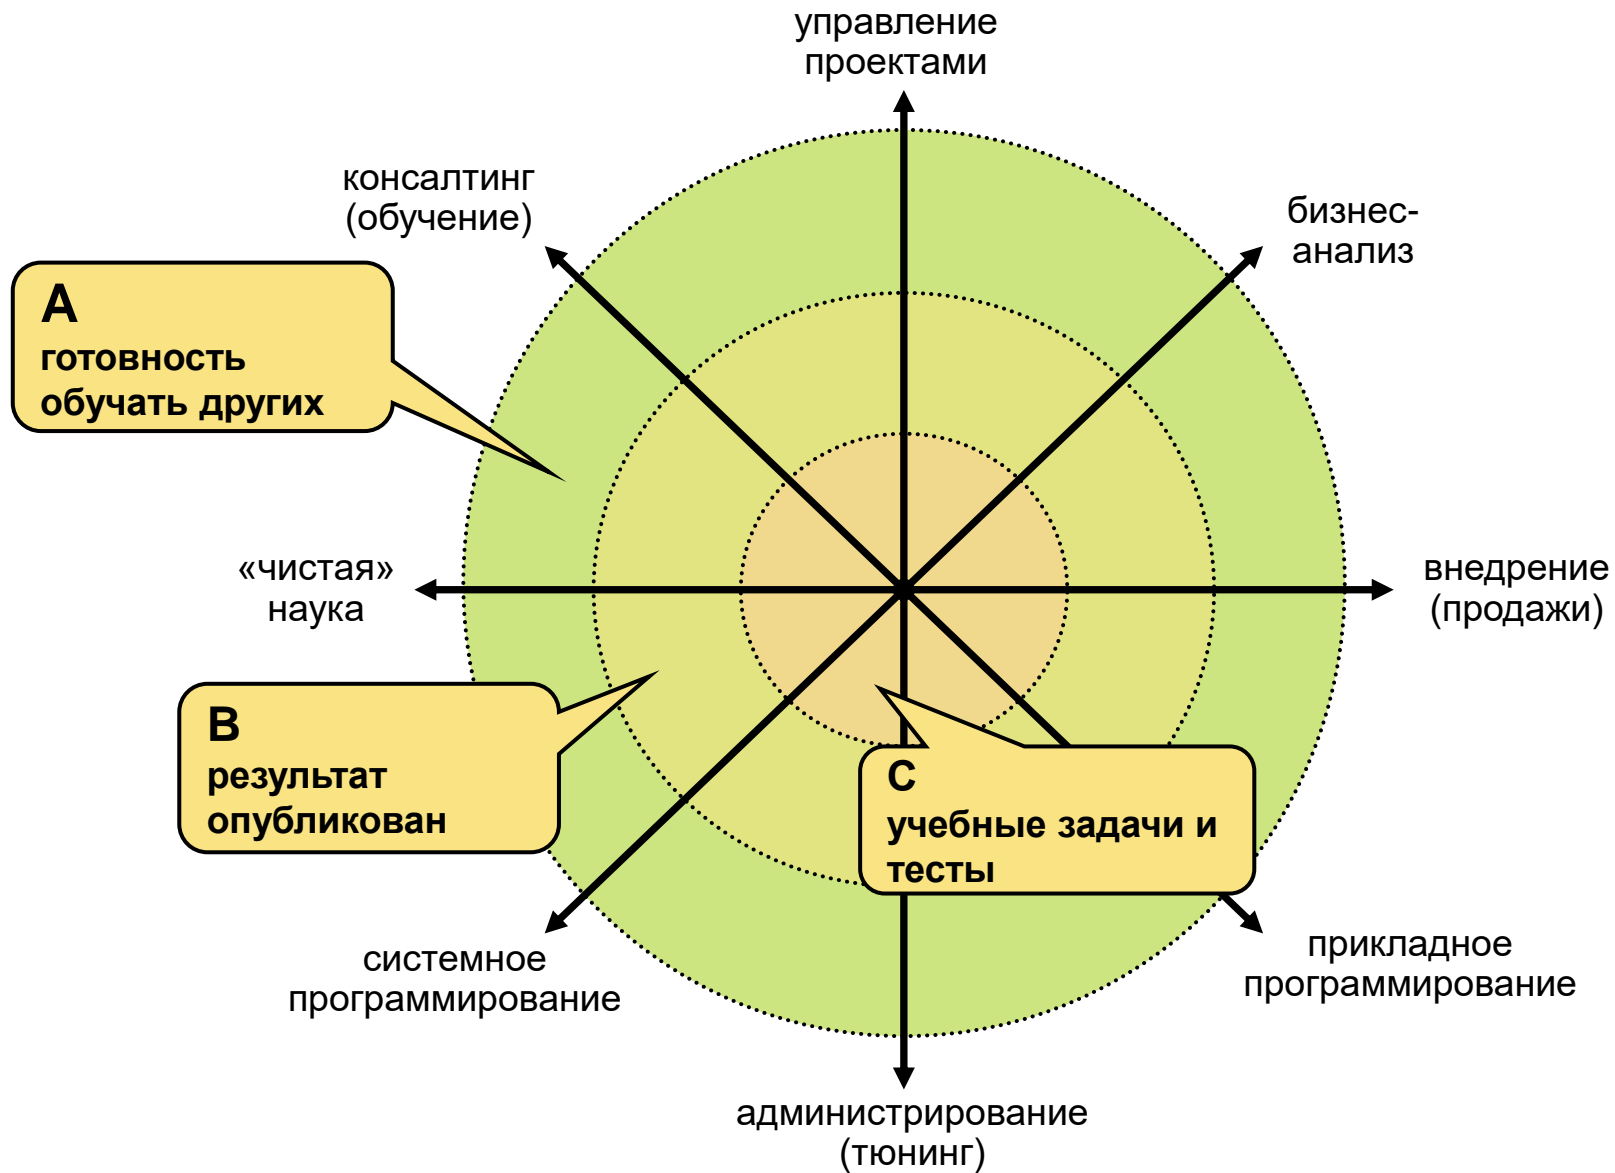 управление
проектами
консалтинг
(обучение)
бизнес-
анализ
А
готовность
обучать других
«чистая»
наука
внедрение
(продажи)
В
результат
опубликован
С
учебные задачи и
тесты
системное
программирование
прикладное
программирование
администрирование
(тюнинг)